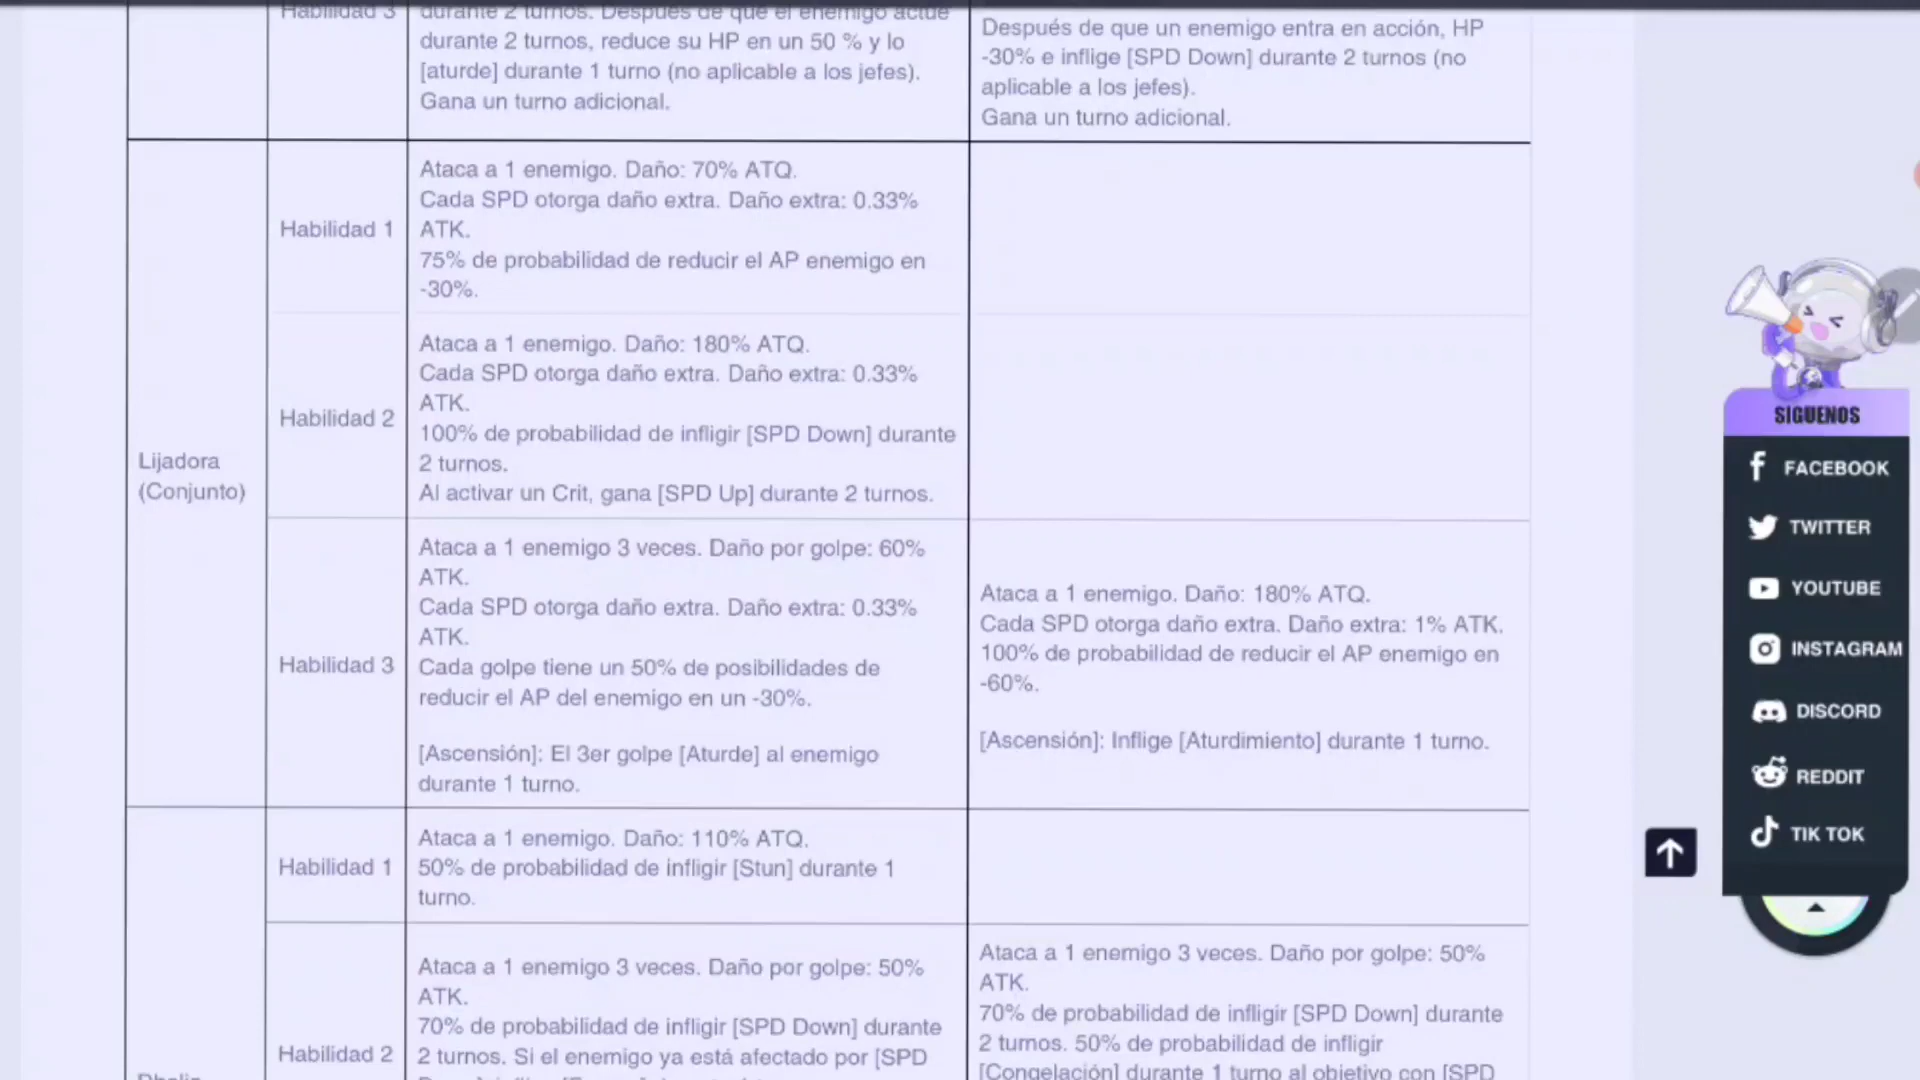 Habilidad 3
durante 2 turnos. Después de que el enemigo actúe
durante 2 turnos, reduce su HP en un 50 % y lo
[aturde] durante 1 turno (no aplicable a los jefes).
Gana un turno adicional.
Después de que un enemigo entra en acción, HP
-30% e inflige [SPD Down] durante 2 turnos (no
aplicable a los jefes).
Gana un turno adicional.
Lijadora
(Conjunto)
Habilidad 1
Ataca a 1 enemigo. Daño: 70% ATQ.
Cada SPD otorga daño extra. Daño extra: 0.33%
ATK.
75% de probabilidad de reducir el AP enemigo en
-30%.
Habilidad 2
Ataca a 1 enemigo. Daño: 180% ATQ.
Cada SPD otorga daño extra. Daño extra: 0.33%
ATK.
100% de probabilidad de infligir [SPD Down] durante
2 turnos.
Al activar un Crit, gana [SPD Up] durante 2 turnos.
Habilidad 3
Ataca a 1 enemigo 3 veces. Daño por golpe: 60%
ATK.
Cada SPD otorga daño extra. Daño extra: 0.33%
ATK.
Cada golpe tiene un 50% de posibilidades de
reducir el AP del enemigo en un -30%.
[Ascensión]: El 3er golpe [Aturde] al enemigo
durante 1 turno.
Ataca a 1 enemigo. Daño: 180% ATQ.
Cada SPD otorga daño extra. Daño extra: 1% ATK.
100% de probabilidad de reducir el AP enemigo en
-60%.
[Ascensión]: Inflige [Aturdimiento] durante 1 turno.
Habilidad 1
Ataca a 1 enemigo. Daño: 110% ATQ.
50% de probabilidad de infligir [Stun] durante 1
turno.
Habilidad 2
Ataca a 1 enemigo 3 veces. Daño por golpe: 50%
ATK.
70% de probabilidad de infligir [SPD Down] durante
2 turnos. Si el enemigo ya está afectado por [SPD
Ataca a 1 enemigo 3 veces. Daño por golpe: 50%
ATK.
70% de probabilidad de infligir [SPD Down] durante
2 turnos. 50% de probabilidad de infligir
[Congelación] durante 1 turno al objetivo con [SPD
SÍGUENOS
FACEBOOK
TWITTER
YOUTUBE
INSTAGRAM
DISCORD
REDDIT
TIK TOK